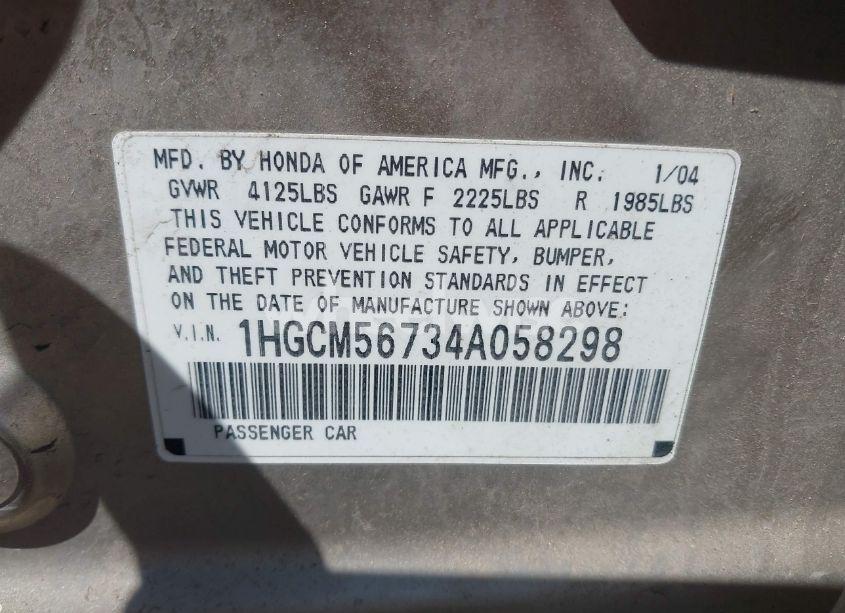 MFD. BY HONDA OF AMERICA MFG., INC. 1/04
GVWR 4125LBS GAWR F 2225LBS R 1985LBS
THIS VEHICLE CONFORMS TO ALL APPLICABLE
FEDERAL MOTOR VEHICLE SAFETY, BUMPER,
AND THEFT PREVENTION STANDARDS IN EFFECT
ON THE DATE OF MANUFACTURE SHOWN ABOVE:
V.I.N. 1HGCM56734A058298
PASSENGER CAR